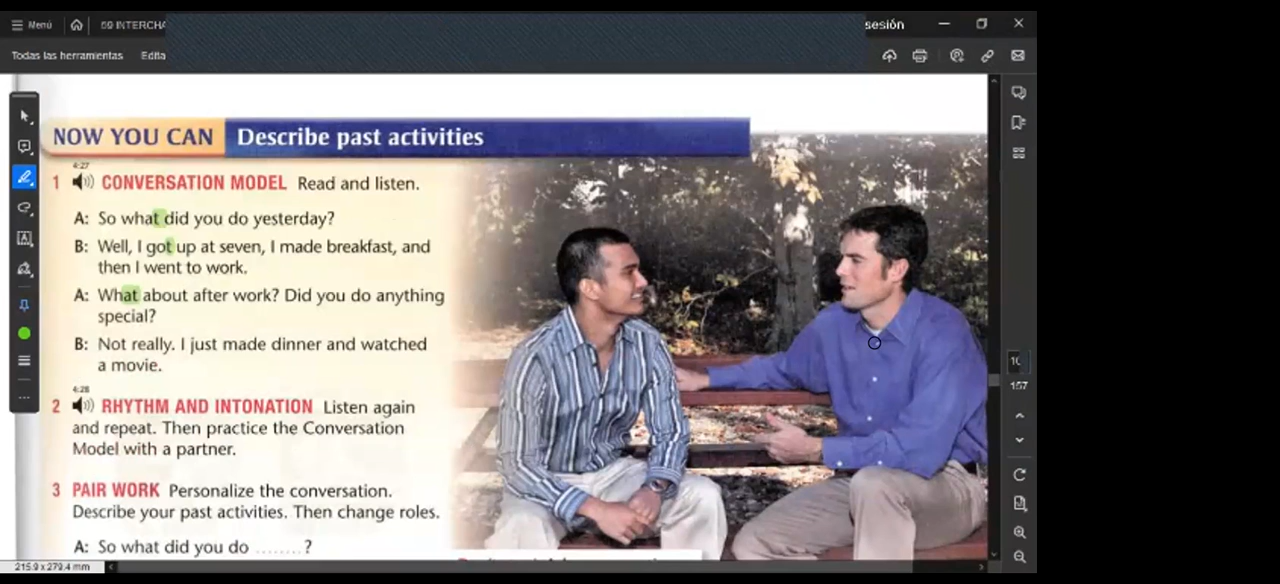 Menú
sesión
Todas las herramientas
Edita
NOW YOU CAN Describe past activities
4:27
1 CONVERSATION MODEL Read and listen.
A: So what did you do yesterday?
B: Well, I got up at seven, I made breakfast, and
then I went to work.
A: What about after work? Did you do anything
special?
B: Not really. I just made dinner and watched
a movie.
4:28
2 RHYTHM AND INTONATION Listen again
and repeat. Then practice the Conversation
Model with a partner.
3 PAIR WORK Personalize the conversation.
Describe your past activities. Then change roles.
A: So what did you do ........?
157
215.9 x 279.4 mm